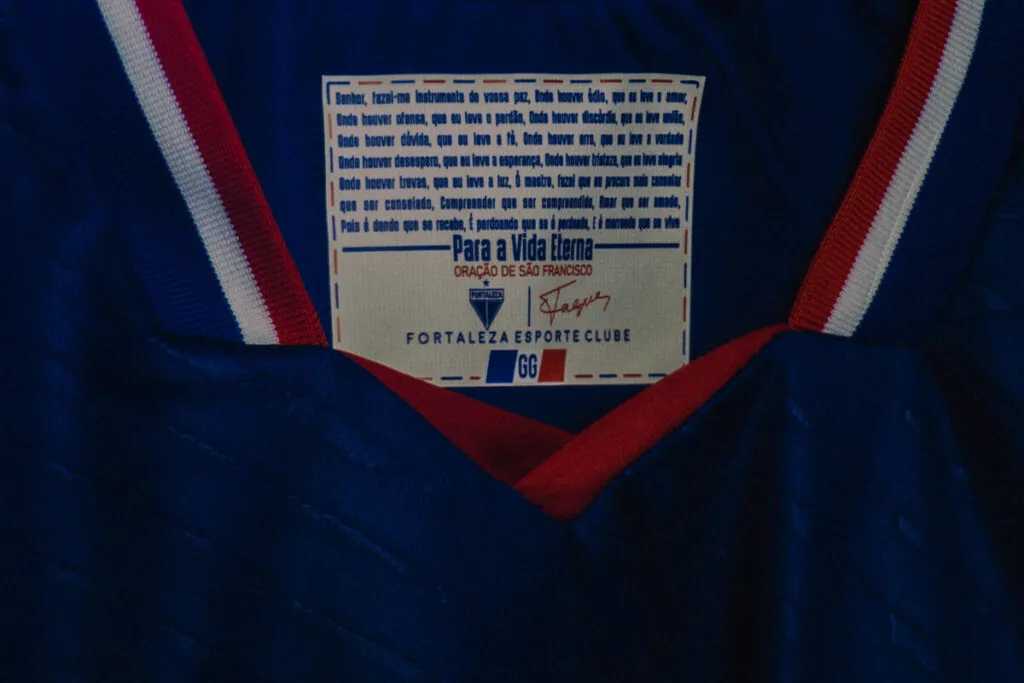 Senhor, fazei-me instrumento de vossa paz, Onde houver ódio, que eu leve o amor,
Onde houver ofensa, que eu leve o perdão, Onde houver discórdia, que eu leve união,
Onde houver dúvida, que eu leve a fé, Onde houver erro, que eu leve a verdade
Onde houver desespero, que eu leve a esperança, Onde houver tristeza, que eu leve alegria
Onde houver trevas, que eu leve a luz, Ó mestre, fazei que eu procure mais consolar
que ser consolado, Compreender que ser compreendido, Amar que ser amado,
Pois é dando que se recebe, É perdoando que se é perdoado, E é morrendo que se vive
Para a Vida Eterna
ORAÇÃO DE SÃO FRANCISCO
FORTALEZA
FORTALEZA ESPORTE CLUBE
GG